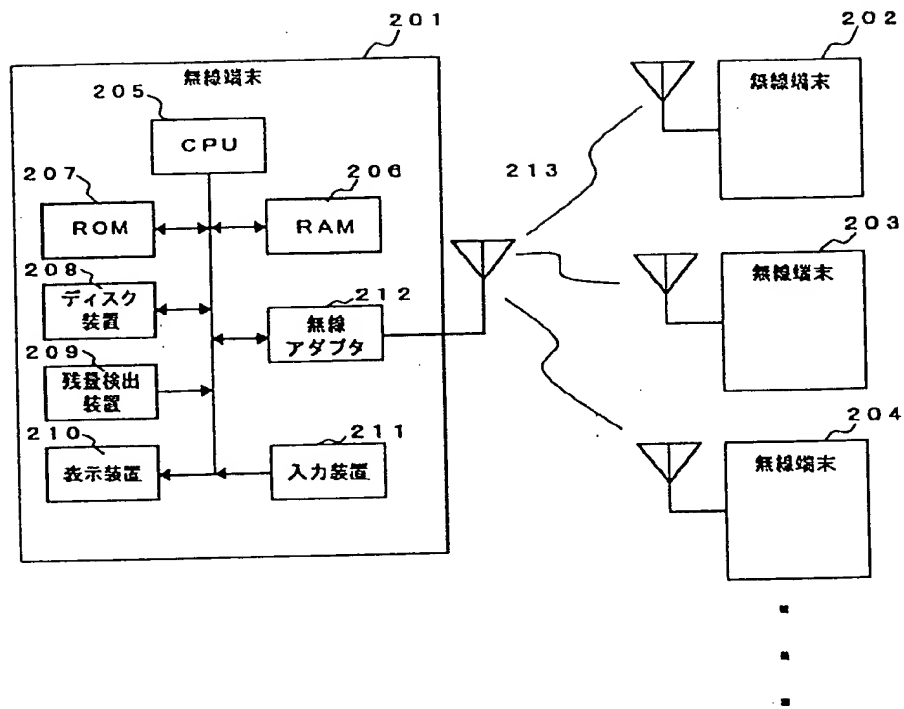 201
無線端末
205
CPU
207
ROM
206
RAM
208
ディスク
装置
212
無線
アダプタ
209
残量検出
装置
210
表示装置
211
入力装置
213
202
無線端末
203
無線端末
204
無線端末